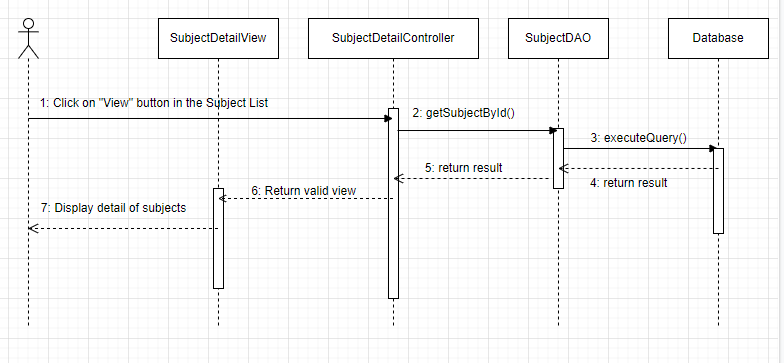 SubjectDetailView
SubjectDetailController
SubjectDAO
Database
1: Click on "View" button in the Subject List
2: getSubjectById()
3: executeQuery()
5: return result
4: return result
6: Return valid view
7: Display detail of subjects